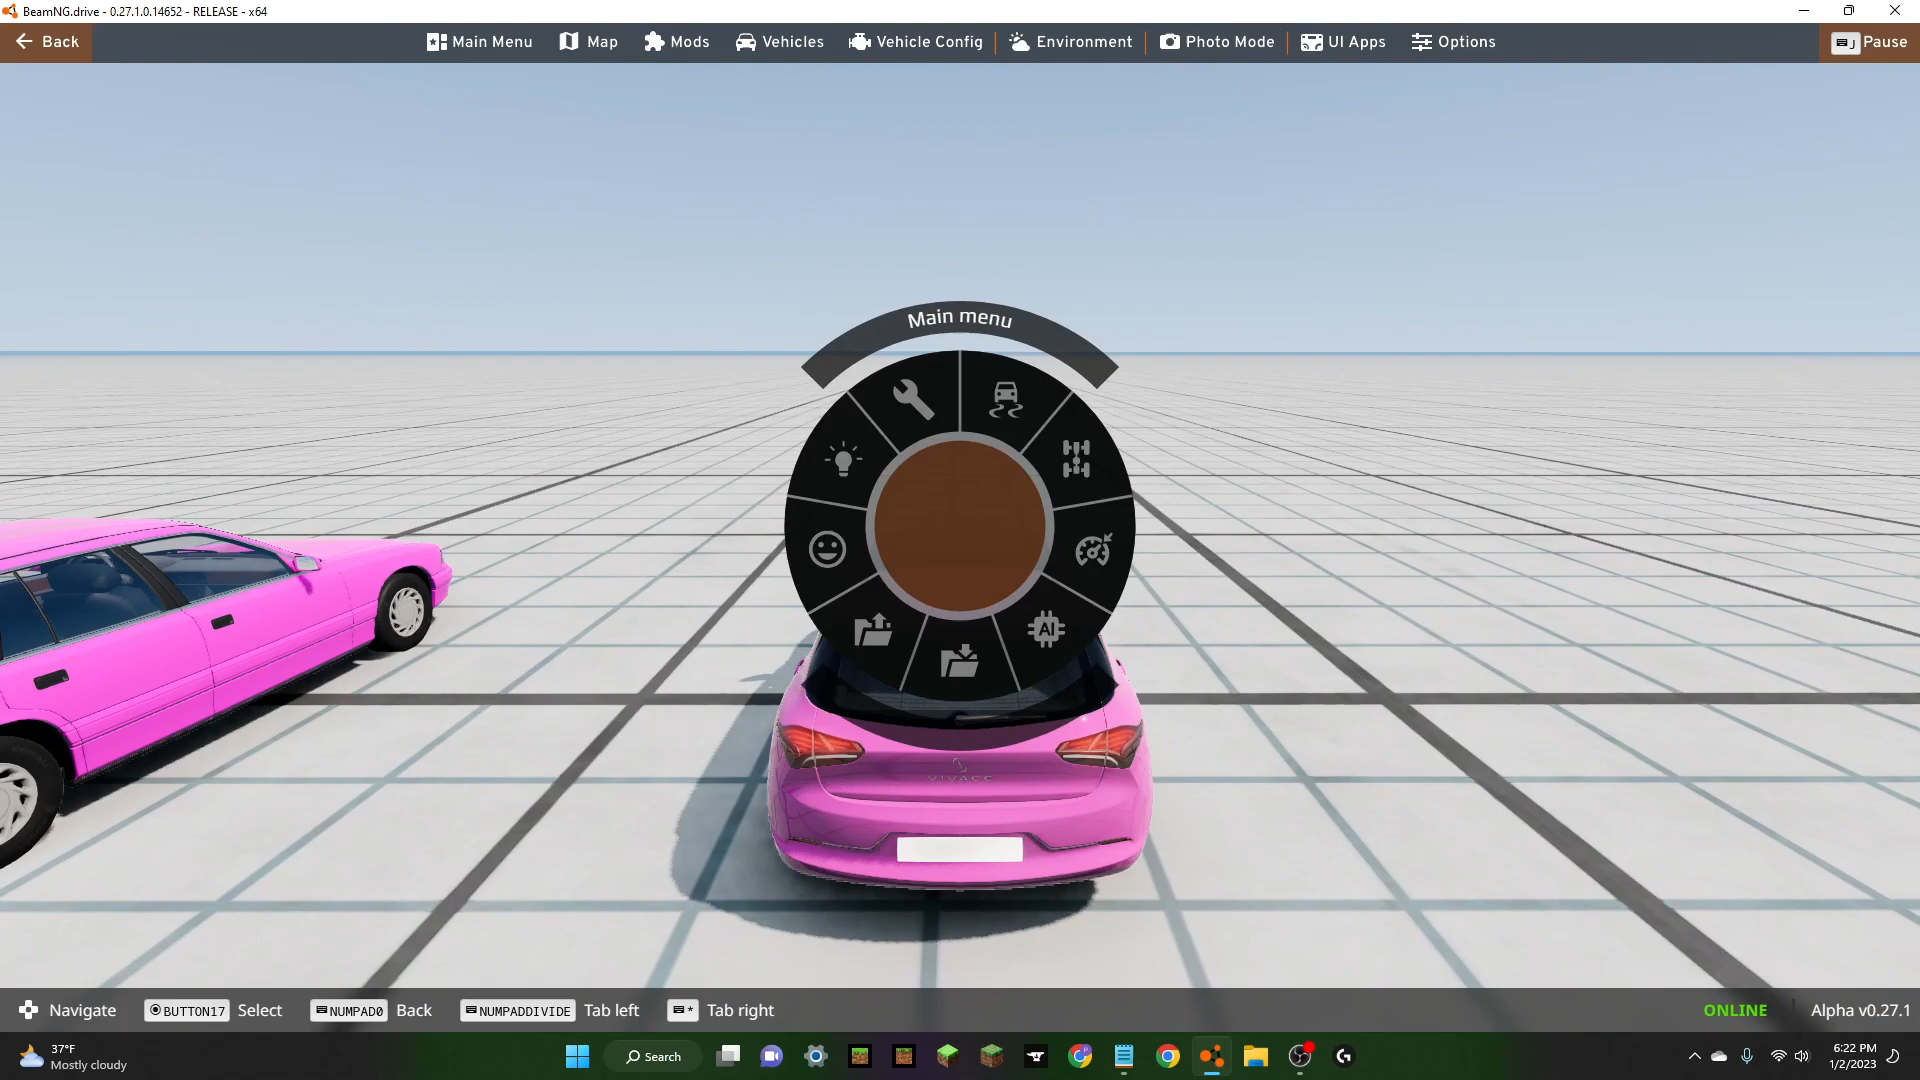 BeamNG.drive - 0.27.1.0.14652 - RELEASE - x64
Back
Main Menu
Map
Mods
Vehicles
Vehicle Config
Environment
Photo Mode
UI Apps
Options
J
Pause
Main menu
AI
VIVACE
Navigate
BUTTON17
Select
NUMPAD0
Back
NUMPADDIVIDE
Tab left
*
Tab right
ONLINE
Alpha v0.27.1
37°F
Mostly cloudy
Search
6:22 PM
1/2/2023